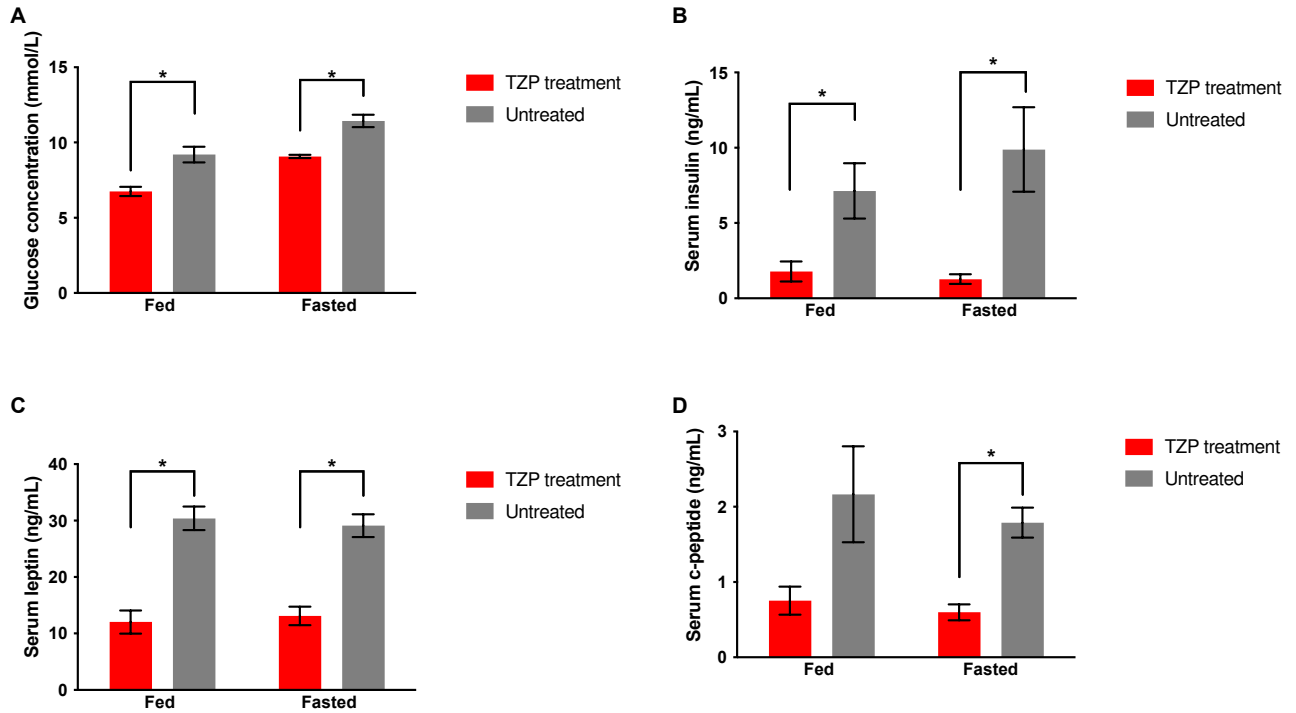 A
Glucose concentration (mmol/L)
15
10
5
0
*
*
Fed
Fasted
TZP treatment
Untreated
B
Serum insulin (ng/mL)
15
10
5
0
*
*
Fed
Fasted
TZP treatment
Untreated
C
Serum leptin (ng/mL)
40
30
20
10
0
*
*
Fed
Fasted
TZP treatment
Untreated
D
Serum c-peptide (ng/mL)
3
2
1
0
*
Fed
Fasted
TZP treatment
Untreated